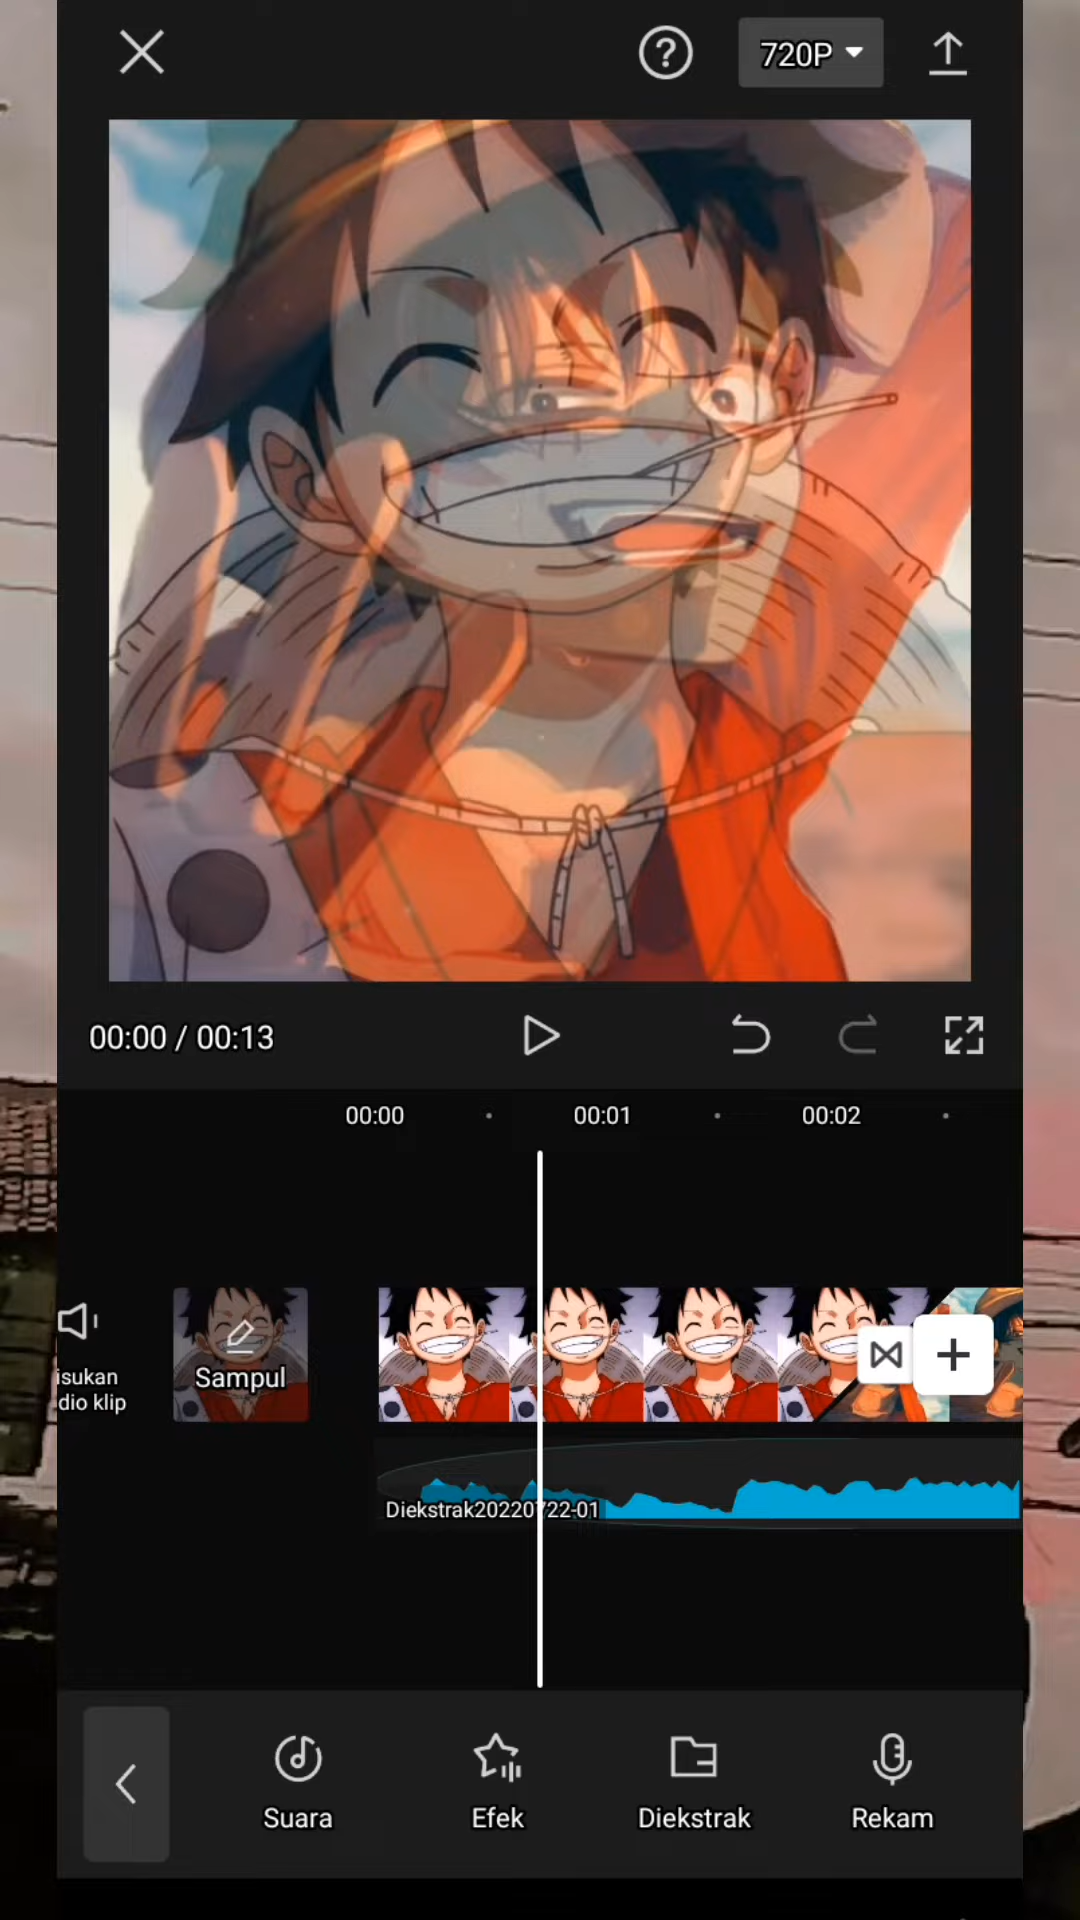 720P
00:00 / 00:13
00:00
00:01
00:02
isukan
dio klip
Sampul
Diekstrak20220722-01
Suara
Efek
Diekstrak
Rekam